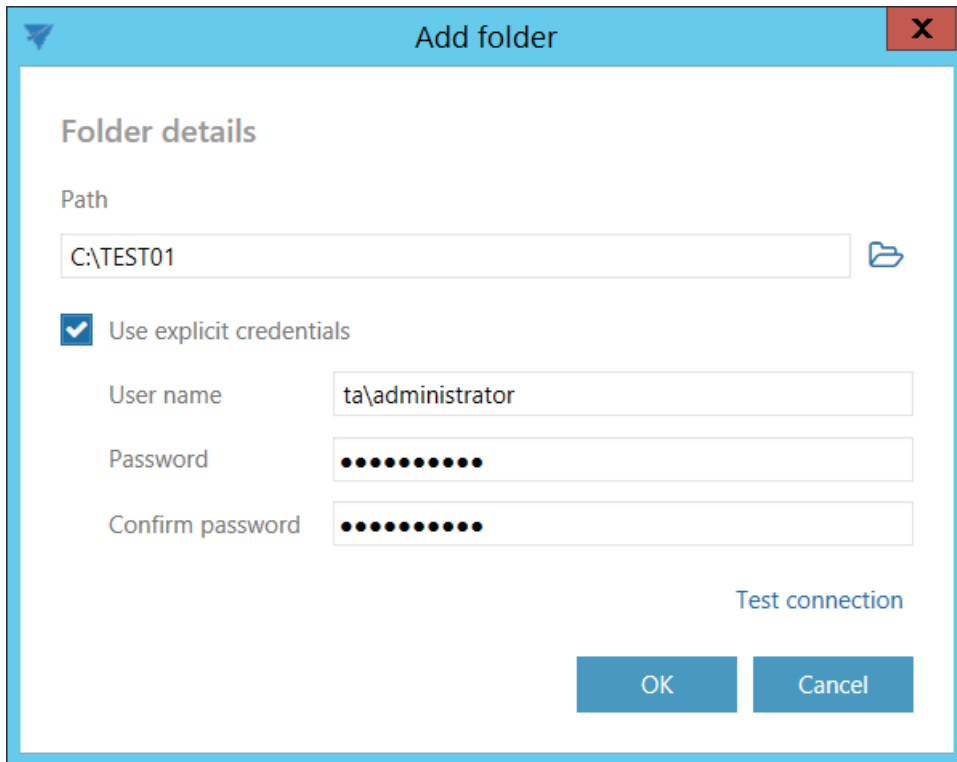 Add folder
X
Folder details
Path
C:\TEST01
Use explicit credentials
User name ta\administrator
Password ●●●●●●●●●●
Confirm password ●●●●●●●●●●
Test connection
OK Cancel